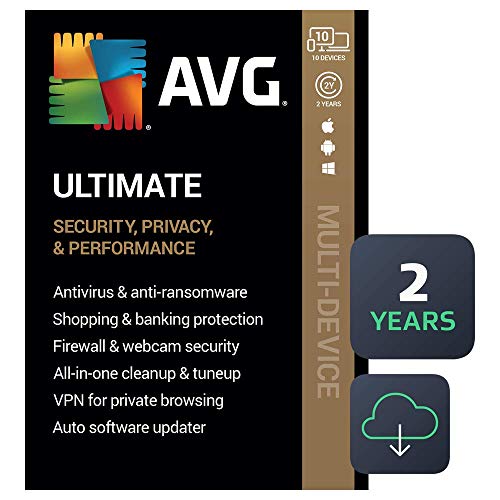 AVG®
ULTIMATE
SECURITY, PRIVACY,
& PERFORMANCE
Antivirus & anti-ransomware
Shopping & banking protection
Firewall & webcam security
All-in-one cleanup & tuneup
VPN for private browsing
Auto software updater
10
10 DEVICES
2Y
2 YEARS
MULTI-DEVICE
2
YEARS